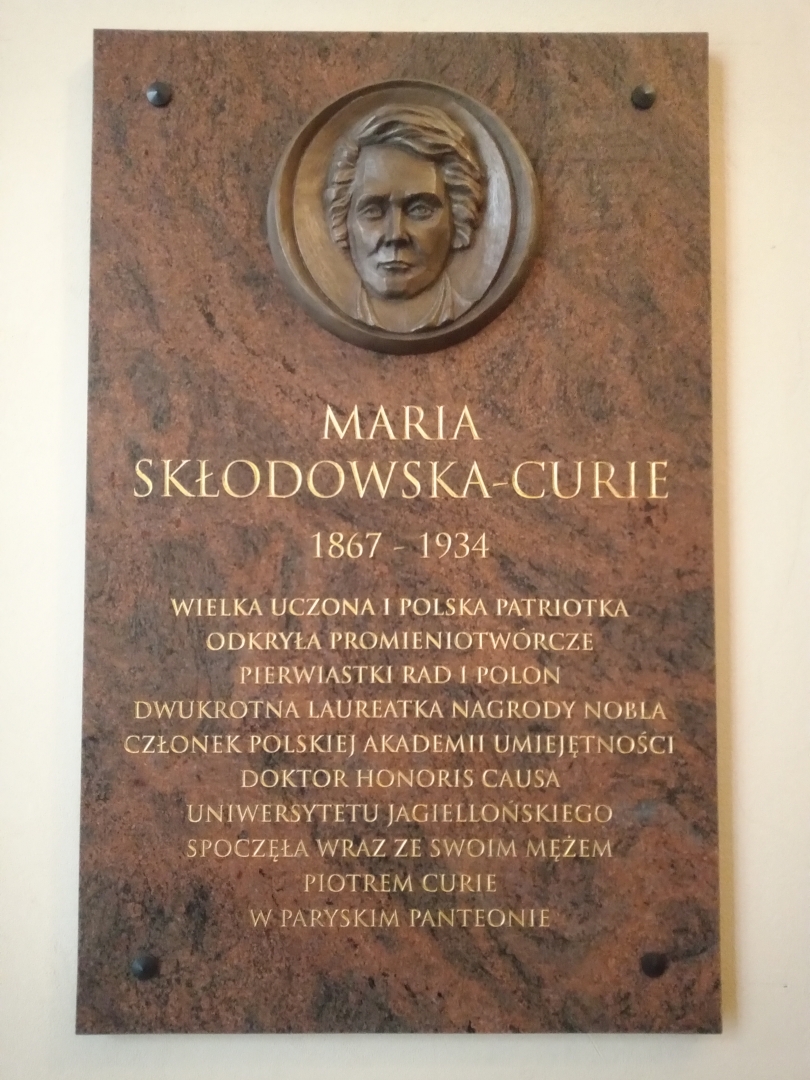 MARIA
SKŁODOWSKA-CURIE
1867 - 1934
WIELKA UCZONA I POLSKA PATRIOTKA
ODKRYŁA PROMIENIOTWÓRCZE
PIERWIASTKI RAD I POLON
DWUKROTNA LAUREATKA NAGRODY NOBLA
CZŁONEK POLSKIEJ AKADEMII UMIEJĘTNOŚCI
DOKTOR HONORIS CAUSA
UNIWERSYTETU JAGIELLOŃSKIEGO
SPOCZĘŁA WRAZ ZE SWOIM MĘŻEM
PIOTREM CURIE
W PARYSKIM PANTEONIE